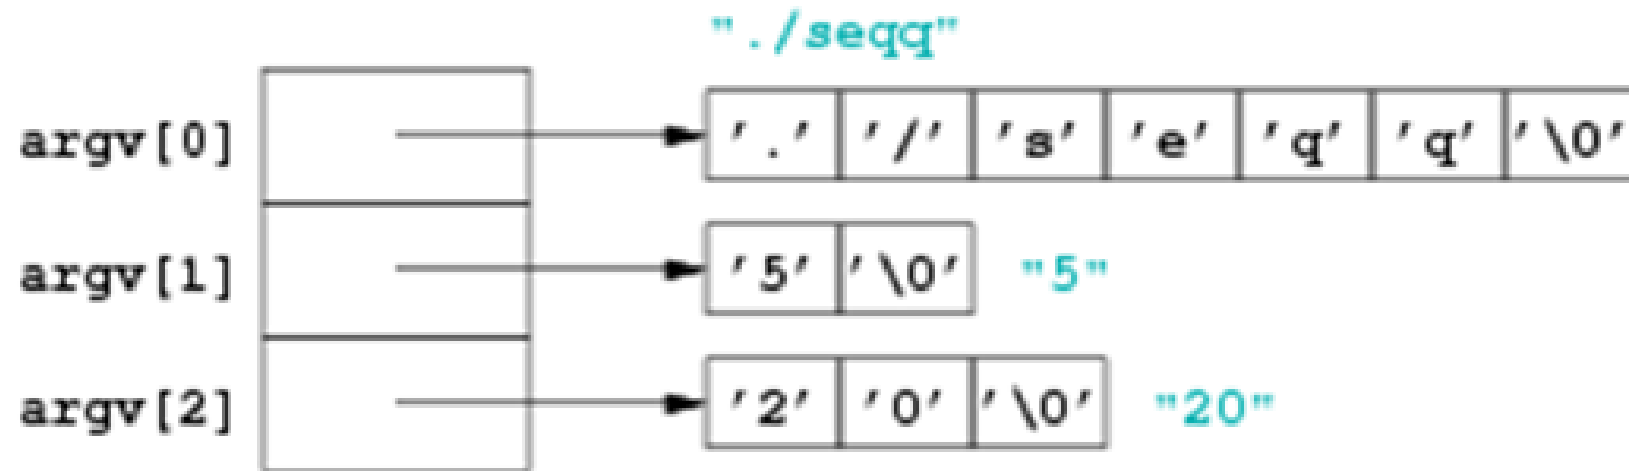 "./seqq"
argv[0] '.' '/' 's' 'e' 'q' 'q' '\0'
argv[1] '5' '\0' "5"
argv[2] '2' '0' '\0' "20"